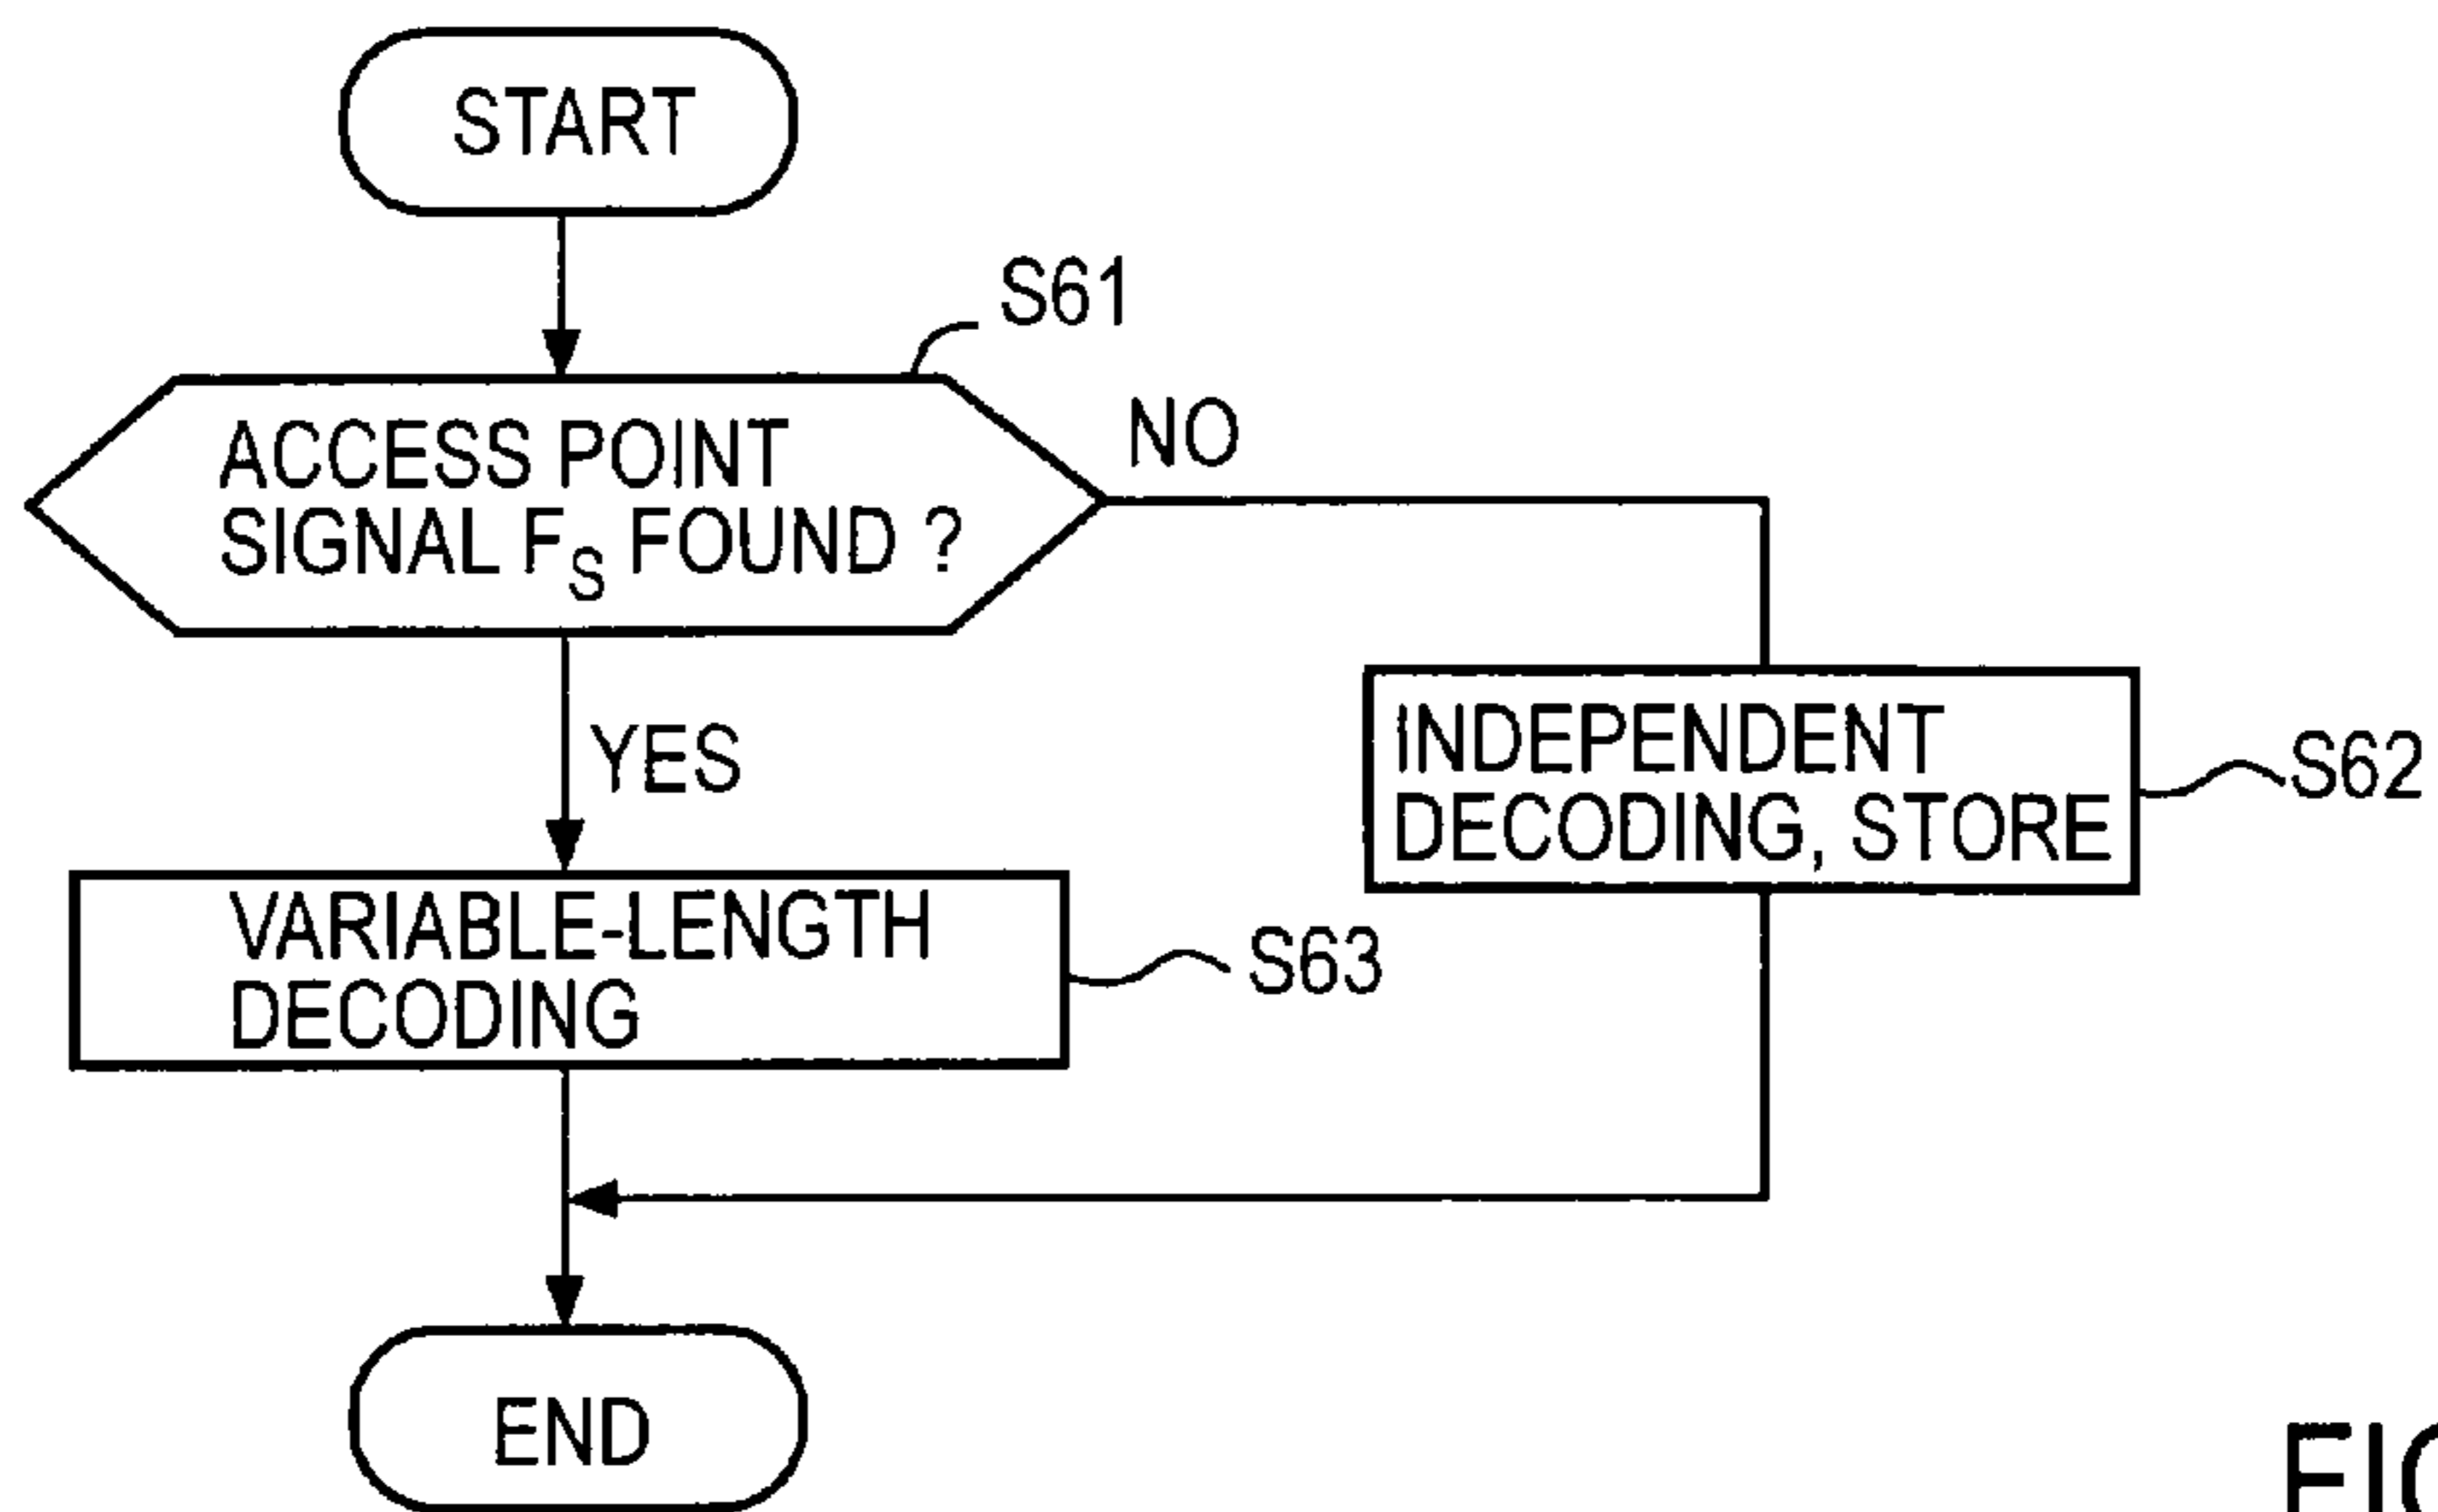 START
S61
ACCESS POINT
SIGNAL FS FOUND ?
NO
YES
INDEPENDENT
DECODING, STORE
S62
VARIABLE-LENGTH
DECODING
S63
END